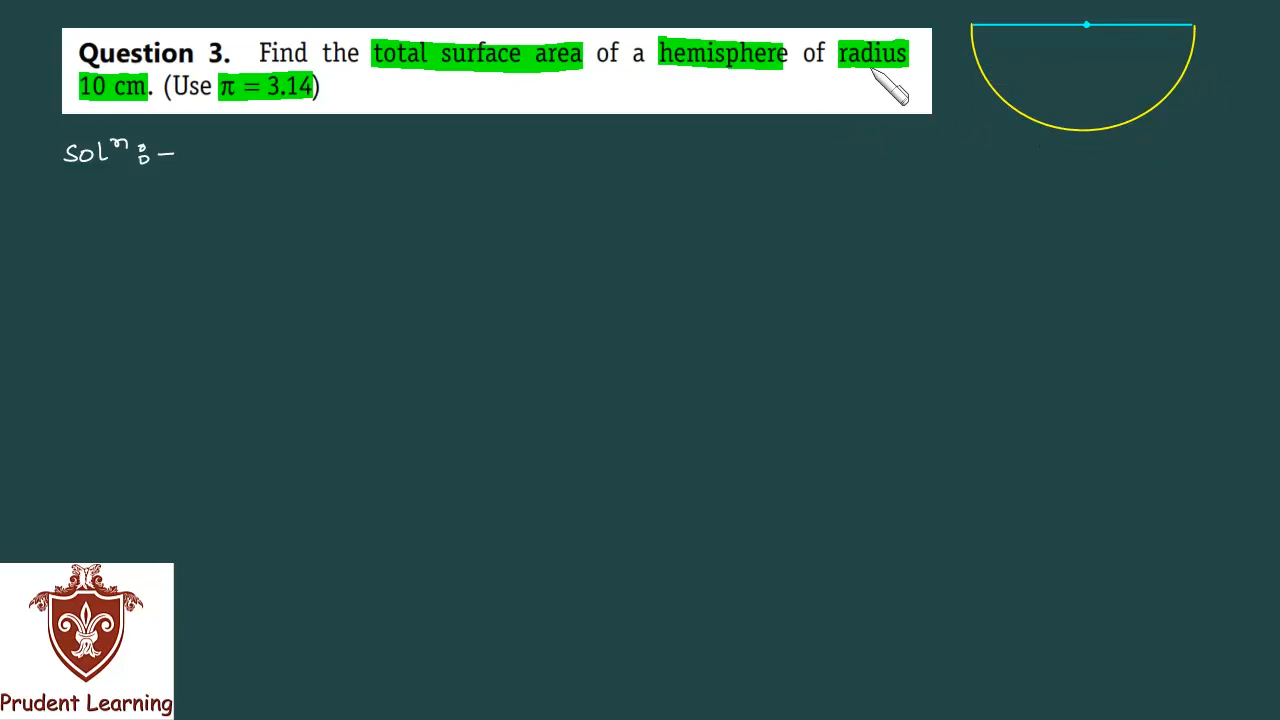 Question 3. Find the total surface area of a hemisphere of radius
10 cm. (Use π = 3.14)
Solⁿ :-
Prudent Learning